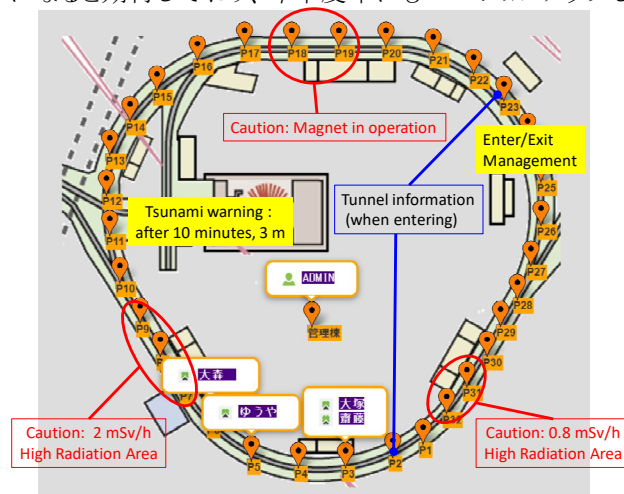 P17
P18
P19
P20
P21
P22
P23
P16
P15
P14
P13
P12
P11
P10
P9
Caution: Magnet in operation
Enter/Exit
Management
Tunnel information
(when entering)
Tsunami warning :
after 10 minutes, 3 m
P25
P26
P27
P28
P29
P30
P31
P32
ADMIN
管理棟
大森
ゆうや
大塚
齋藤
P7
P5
P4
P3
P2
P1
Caution: 2 mSv/h
High Radiation Area
Caution: 0.8 mSv/h
High Radiation Area